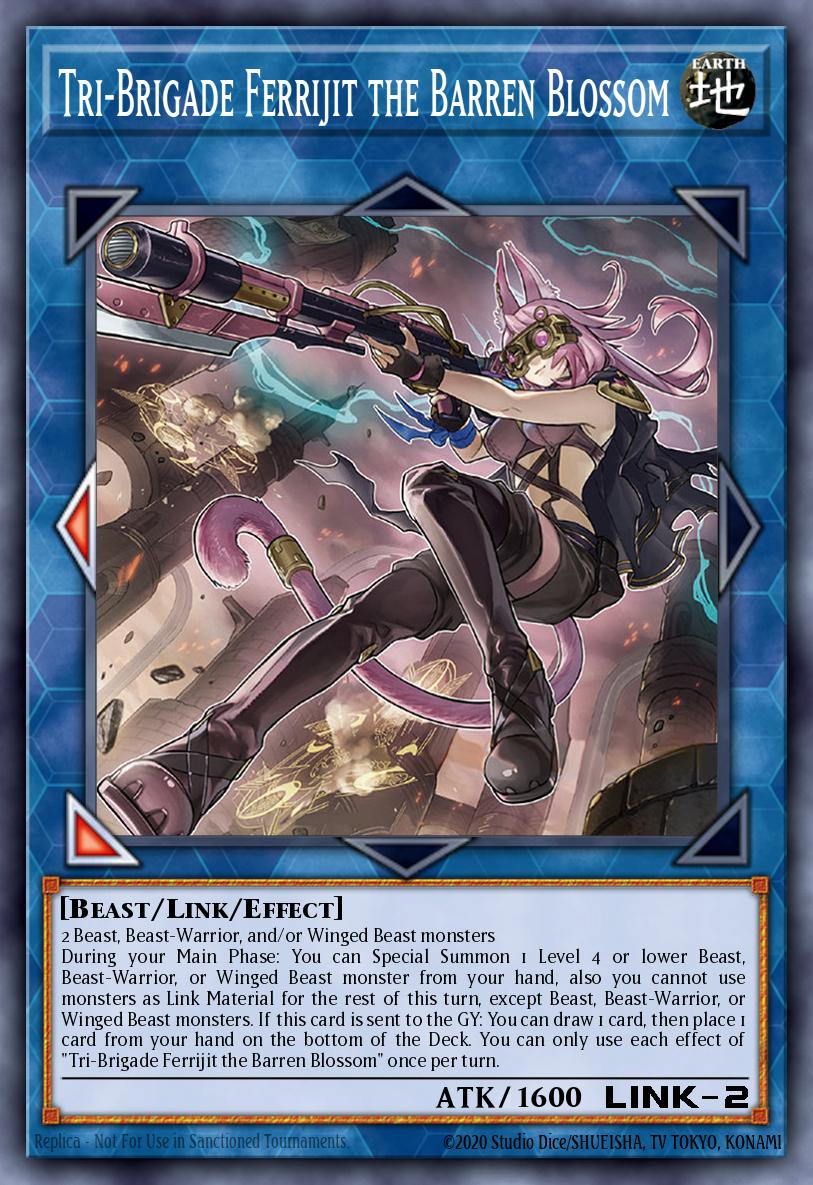 Tri-Brigade Ferrijit the Barren Blossom
EARTH
地
[Beast/Link/Effect]
2 Beast, Beast-Warrior, and/or Winged Beast monsters
During your Main Phase: You can Special Summon 1 Level 4 or lower Beast,
Beast-Warrior, or Winged Beast monster from your hand, also you cannot use
monsters as Link Material for the rest of this turn, except Beast, Beast-Warrior, or
Winged Beast monsters. If this card is sent to the GY: You can draw 1 card, then place 1
card from your hand on the bottom of the Deck. You can only use each effect of
"Tri-Brigade Ferrijit the Barren Blossom" once per turn.
ATK/1600 LINK-2
Replica - Not For Use in Sanctioned Tournaments. ©2020 Studio Dice/SHUEISHA, TV TOKYO, KONAMI